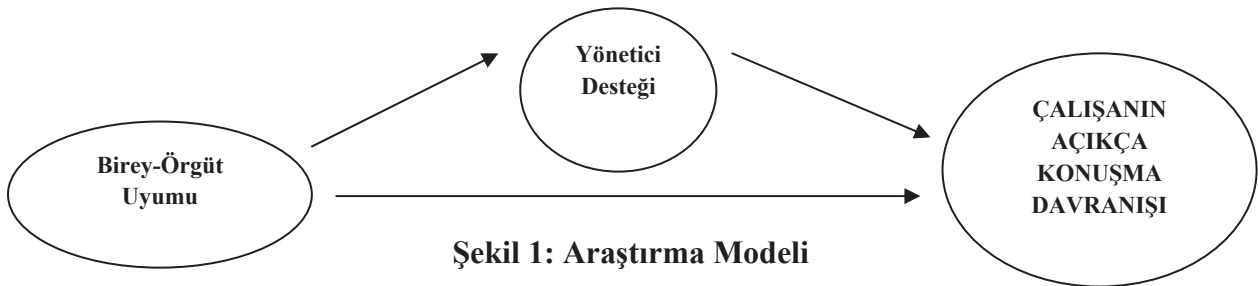 Yönetici
Desteği
Birey-Örgüt
Uyumu
ÇALIŞANIN
AÇIKÇA
KONUŞMA
DAVRANIŞI
Şekil 1: Araştırma Modeli